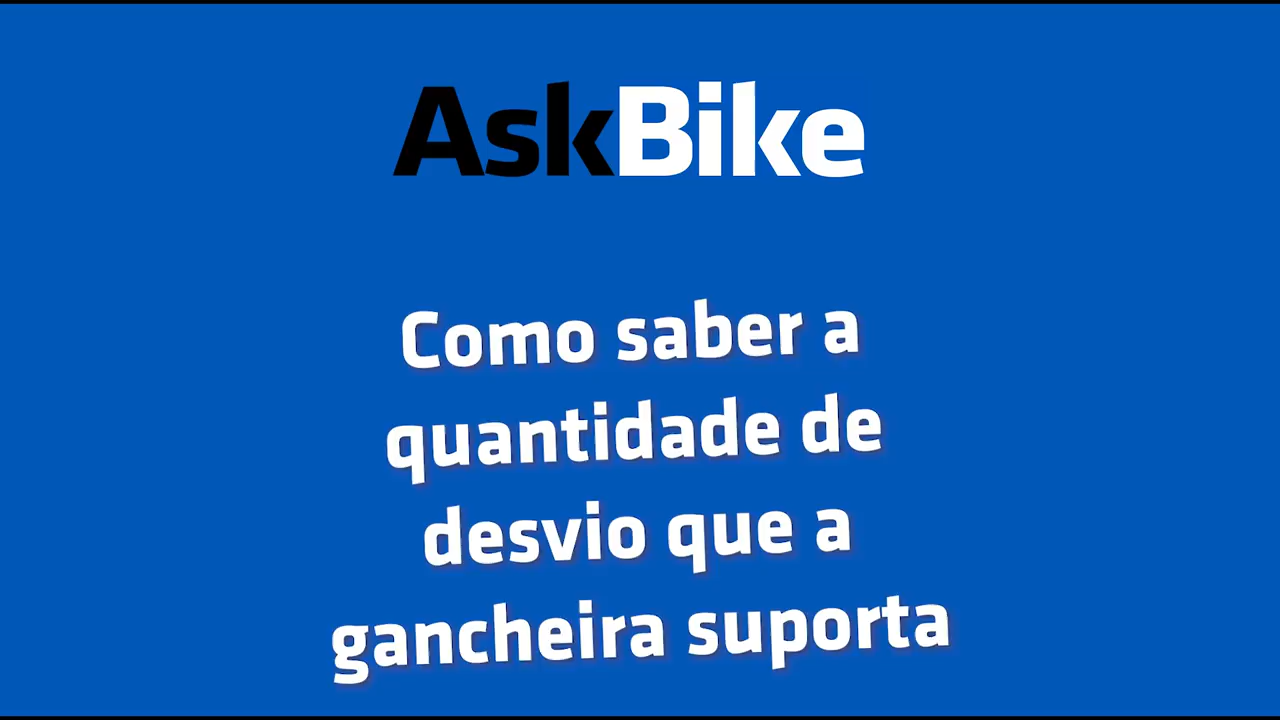 AskBike
Como saber a
quantidade de
desvio que a
gancheira suporta